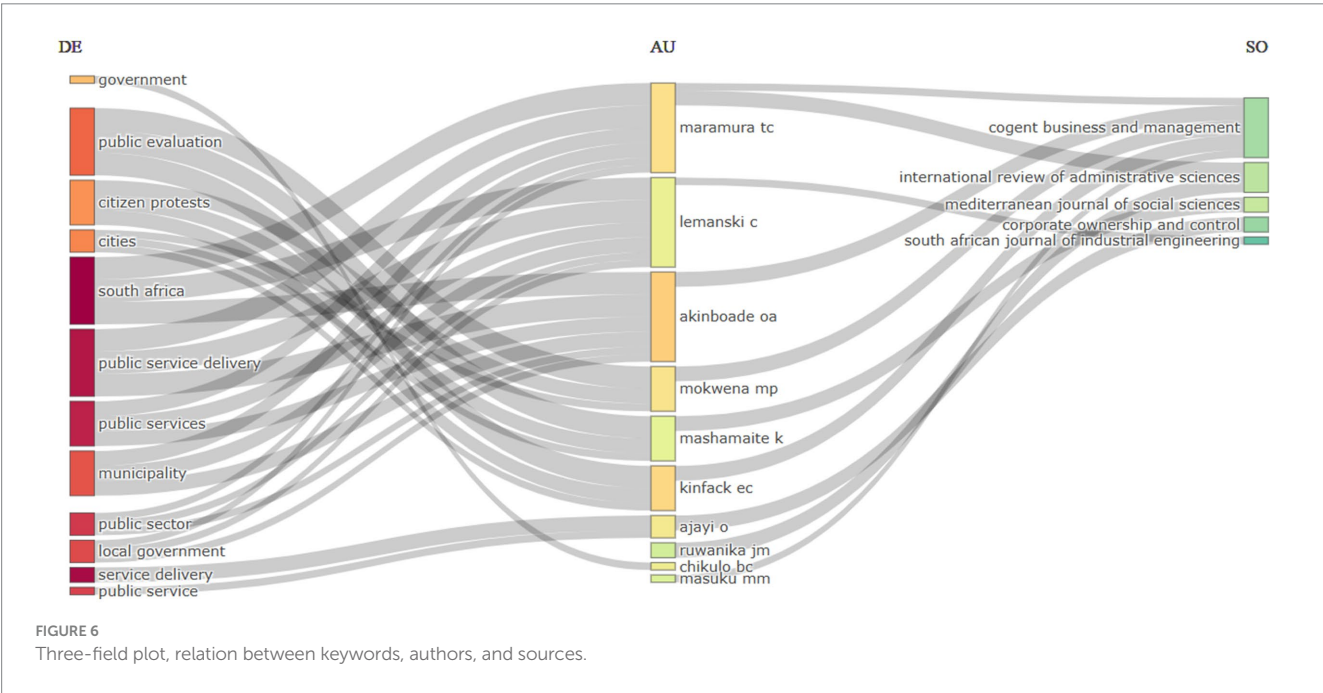 DE
AU
SO
government
public evaluation
citizen protests
cities
south africa
public service delivery
public services
municipality
public sector
local government
service delivery
public service
maramura tc
lemanski c
akinboade oa
mokwena mp
mashamaite k
kinfack ec
ajayi o
ruwanika jm
chikulo bc
masuku mm
cogent business and management
international review of administrative sciences
mediterranean journal of social sciences
corporate ownership and control
south african journal of industrial engineering
FIGURE 6
Three-field plot, relation between keywords, authors, and sources.